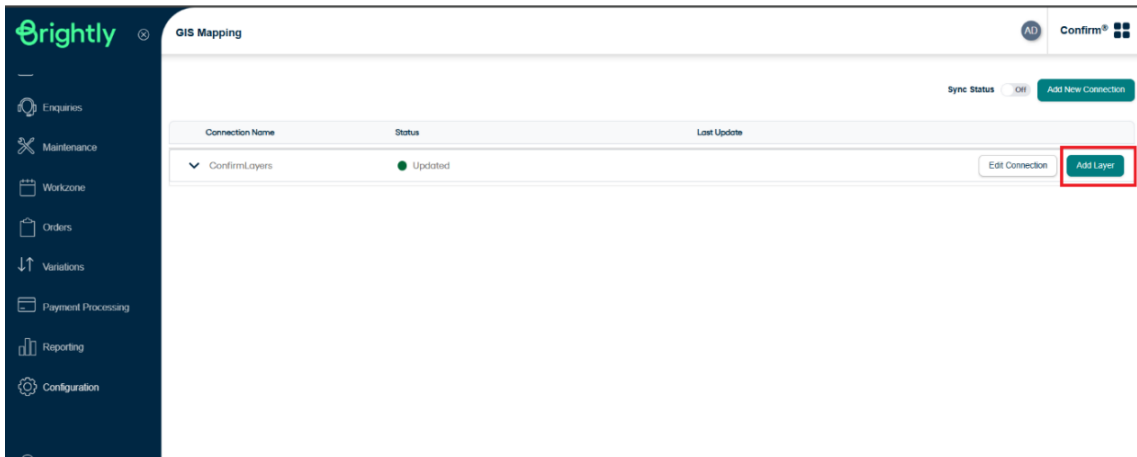 Brightly
GIS Mapping
AD
Confirm®
Enquiries
Maintenance
Workzone
Orders
Variations
Payment Processing
Reporting
Configuration
Sync Status Off Add New Connection
Connection Name Status Last Update
ConfirmLayers Updated Edit Connection Add Layer